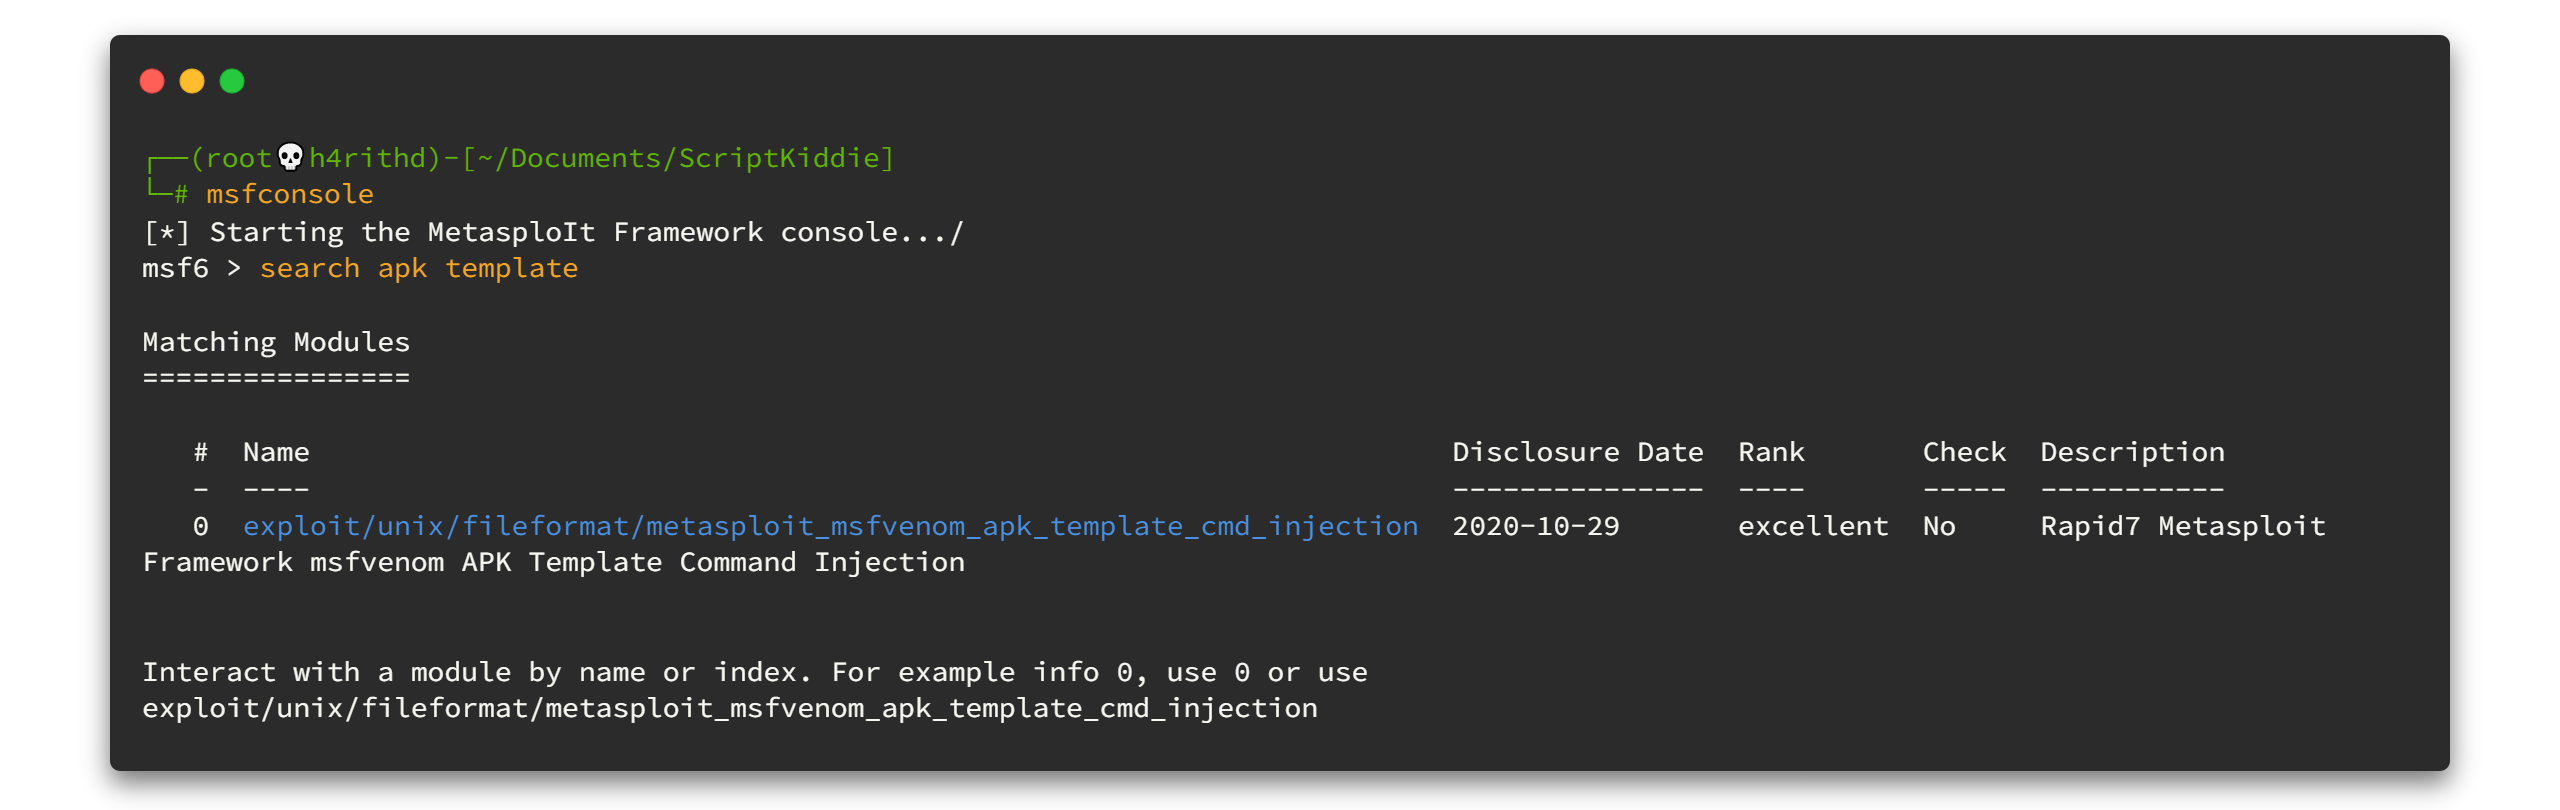 ┌──(root💀h4rithd)-[~/Documents/ScriptKiddie]
└─# msfconsole
[*] Starting the MetasploIt Framework console.../
msf6 > search apk template
Matching Modules
================
#  Name  Disclosure Date  Rank  Check  Description
-  ----  ---------------  ----  -----  -----------
0  exploit/unix/fileformat/metasploit_msfvenom_apk_template_cmd_injection  2020-10-29  excellent  No  Rapid7 Metasploit
Framework msfvenom APK Template Command Injection
Interact with a module by name or index. For example info 0, use 0 or use
exploit/unix/fileformat/metasploit_msfvenom_apk_template_cmd_injection